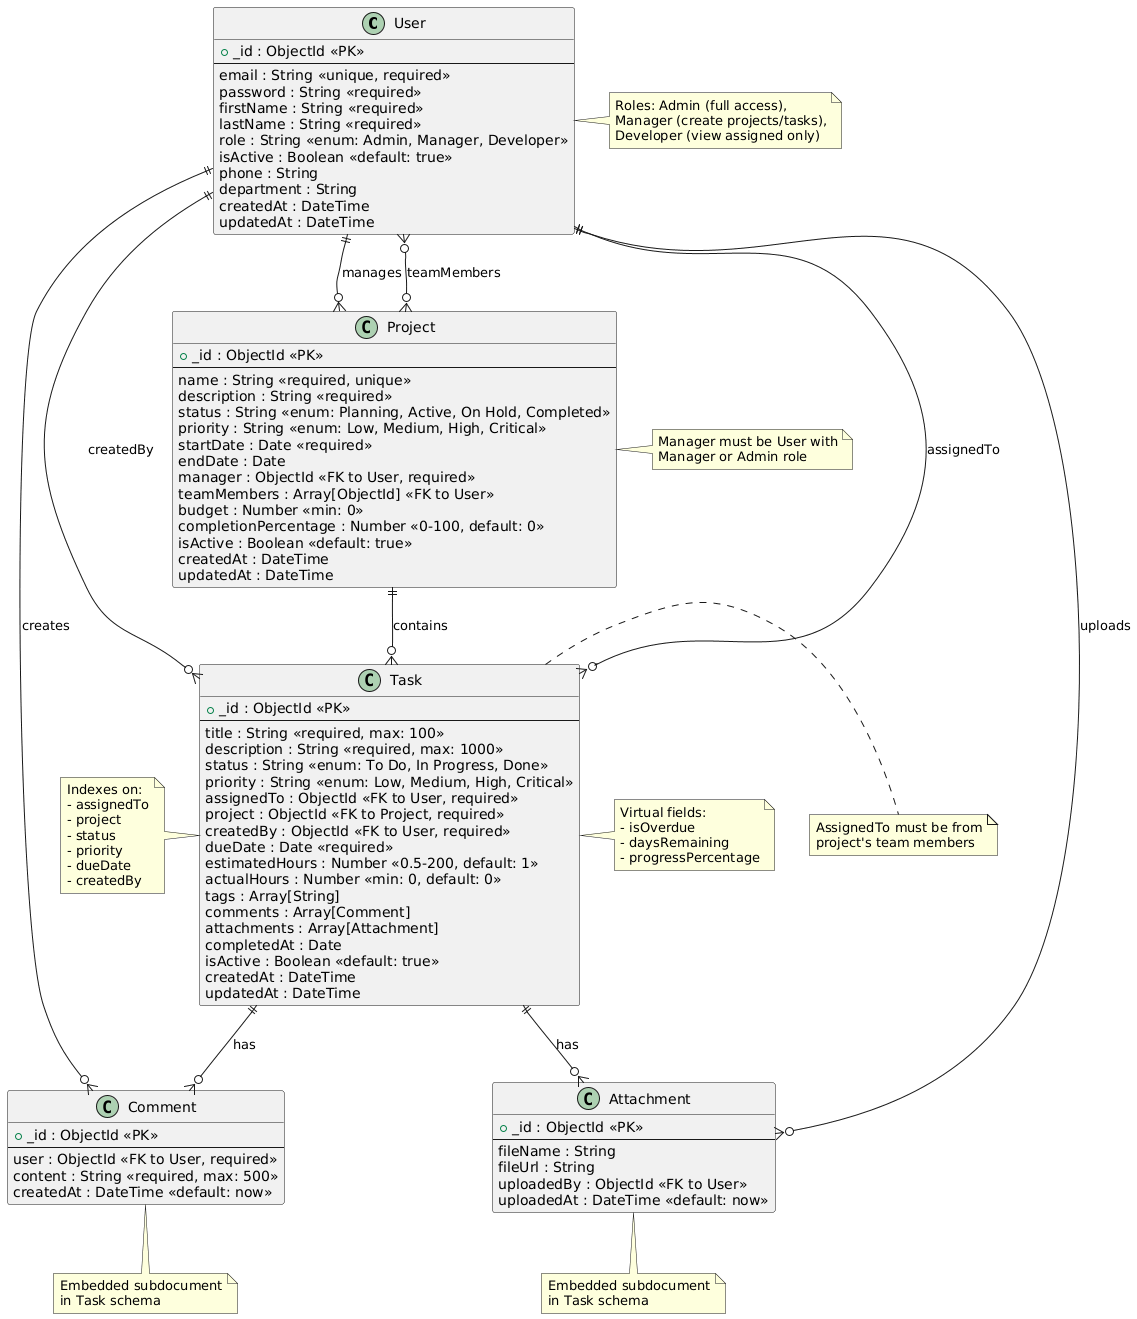 C User
_id : ObjectId «PK»
email : String «unique, required»
password : String «required»
firstName : String «required»
lastName : String «required»
role : String «enum: Admin, Manager, Developer»
isActive : Boolean «default: true»
phone : String
department : String
createdAt : DateTime
updatedAt : DateTime
Roles: Admin (full access),
Manager (create projects/tasks),
Developer (view assigned only)
manages
teamMembers
C Project
_id : ObjectId «PK»
name : String «required, unique»
description : String «required»
status : String «enum: Planning, Active, On Hold, Completed»
priority : String «enum: Low, Medium, High, Critical»
startDate : Date «required»
endDate : Date
manager : ObjectId «FK to User, required»
teamMembers : Array[ObjectId] «FK to User»
budget : Number «min: 0»
completionPercentage : Number «0-100, default: 0»
isActive : Boolean «default: true»
createdAt : DateTime
updatedAt : DateTime
Manager must be User with
Manager or Admin role
createdBy
assignedTo
creates
contains
uploads
C Task
_id : ObjectId «PK»
title : String «required, max: 100»
description : String «required, max: 1000»
status : String «enum: To Do, In Progress, Done»
priority : String «enum: Low, Medium, High, Critical»
assignedTo : ObjectId «FK to User, required»
project : ObjectId «FK to Project, required»
createdBy : ObjectId «FK to User, required»
dueDate : Date «required»
estimatedHours : Number «0.5-200, default: 1»
actualHours : Number «min: 0, default: 0»
tags : Array[String]
comments : Array[Comment]
attachments : Array[Attachment]
completedAt : Date
isActive : Boolean «default: true»
createdAt : DateTime
updatedAt : DateTime
Indexes on:
- assignedTo
- project
- status
- priority
- dueDate
- createdBy
Virtual fields:
- isOverdue
- daysRemaining
- progressPercentage
AssignedTo must be from
project's team members
has
has
C Comment
_id : ObjectId «PK»
user : ObjectId «FK to User, required»
content : String «required, max: 500»
createdAt : DateTime «default: now»
C Attachment
_id : ObjectId «PK»
fileName : String
fileUrl : String
uploadedBy : ObjectId «FK to User»
uploadedAt : DateTime «default: now»
Embedded subdocument
in Task schema
Embedded subdocument
in Task schema